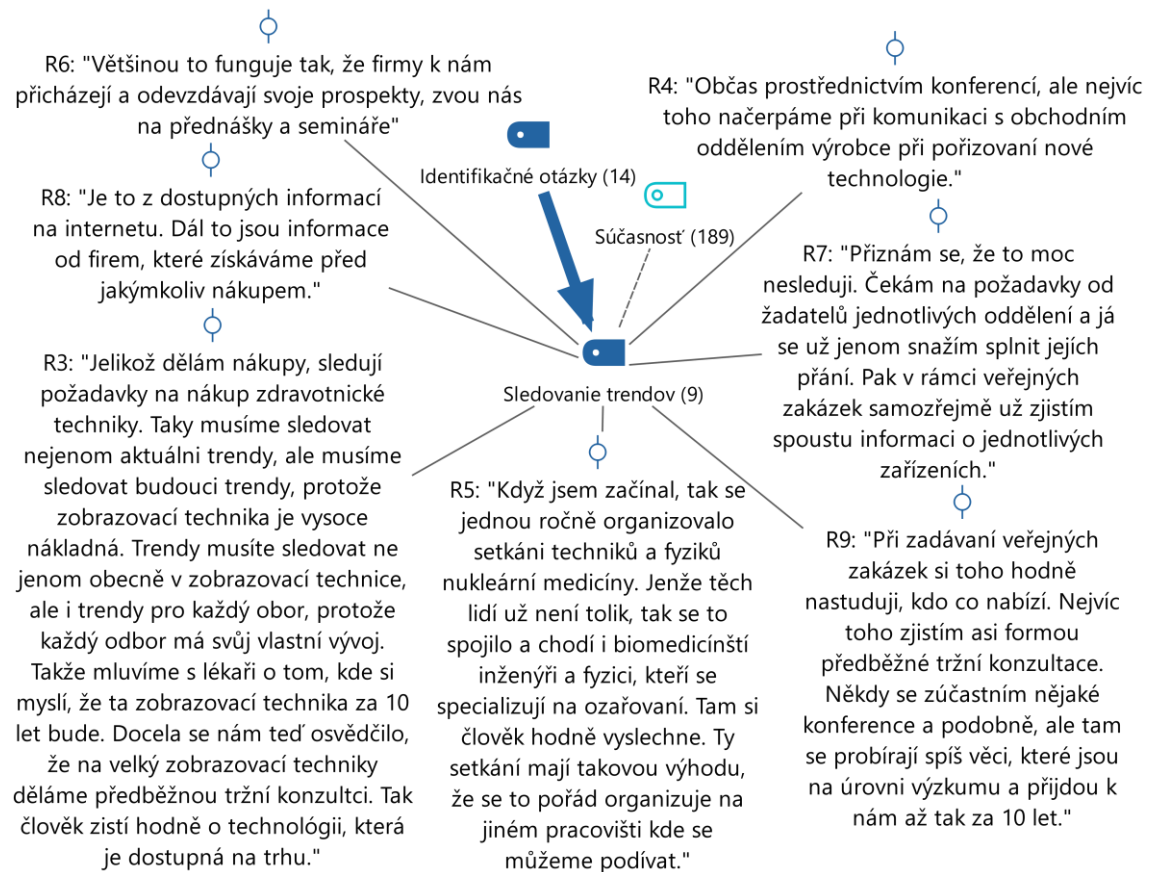 R6: "Většinou to funguje tak, že firmy k nám
přicházejí a odevzdávají svoje prospekty, zvou nás
na přednášky a semináře"
R4: "Občas prostřednictvím konferencí, ale nejvíc
toho načerpáme při komunikaci s obchodním
oddělením výrobce při pořizovaní nové
technologie."
Identifikačné otázky (14)
R8: "Je to z dostupných informací
na internetu. Dál to jsou informace
od firem, které získáváme před
jakýmkoliv nákupem."
Súčasnosť (189)
R7: "Přiznám se, že to moc
nesleduji. Čekám na požadavky od
žadatelů jednotlivých oddělení a já
se už jenom snažím splnit jejích
přání. Pak v rámci veřejných
zakázek samozřejmě už zjistím
spoustu informaci o jednotlivých
zařízeních."
Sledovanie trendov (9)
R3: "Jelikož dělám nákupy, sledují
požadavky na nákup zdravotnické
techniky. Taky musíme sledovat
nejenom aktuálni trendy, ale musíme
sledovat budouci trendy, protože
zobrazovací technika je vysoce
nákladná. Trendy musíte sledovat ne
jenom obecně v zobrazovací technice,
ale i trendy pro každý obor, protože
každý odbor má svůj vlastní vývoj.
Takže mluvíme s lékaři o tom, kde si
myslí, že ta zobrazovací technika za 10
let bude. Docela se nám teď osvědčilo,
že na velký zobrazovací techniky
děláme předběžnou tržní konzultci. Tak
člověk zistí hodně o technológii, která
je dostupná na trhu."
R5: "Když jsem začínal, tak se
jednou ročně organizovalo
setkáni techniků a fyziků
nukleární medicíny. Jenže těch
lidí už není tolik, tak se to
spojilo a chodí i biomedicínští
inženýři a fyzici, kteří se
specializují na ozařovaní. Tam si
člověk hodně vyslechne. Ty
setkání mají takovou výhodu,
že se to pořád organizuje na
jiném pracovišti kde se
můžeme podívat."
R9: "Při zadávaní veřejných
zakázek si toho hodně
nastuduji, kdo co nabízí. Nejvíc
toho zjistím asi formou
předběžné tržní konzultace.
Někdy se zúčastním nějaké
konference a podobně, ale tam
se probírají spíš věci, které jsou
na úrovni výzkumu a přijdou k
nám až tak za 10 let."